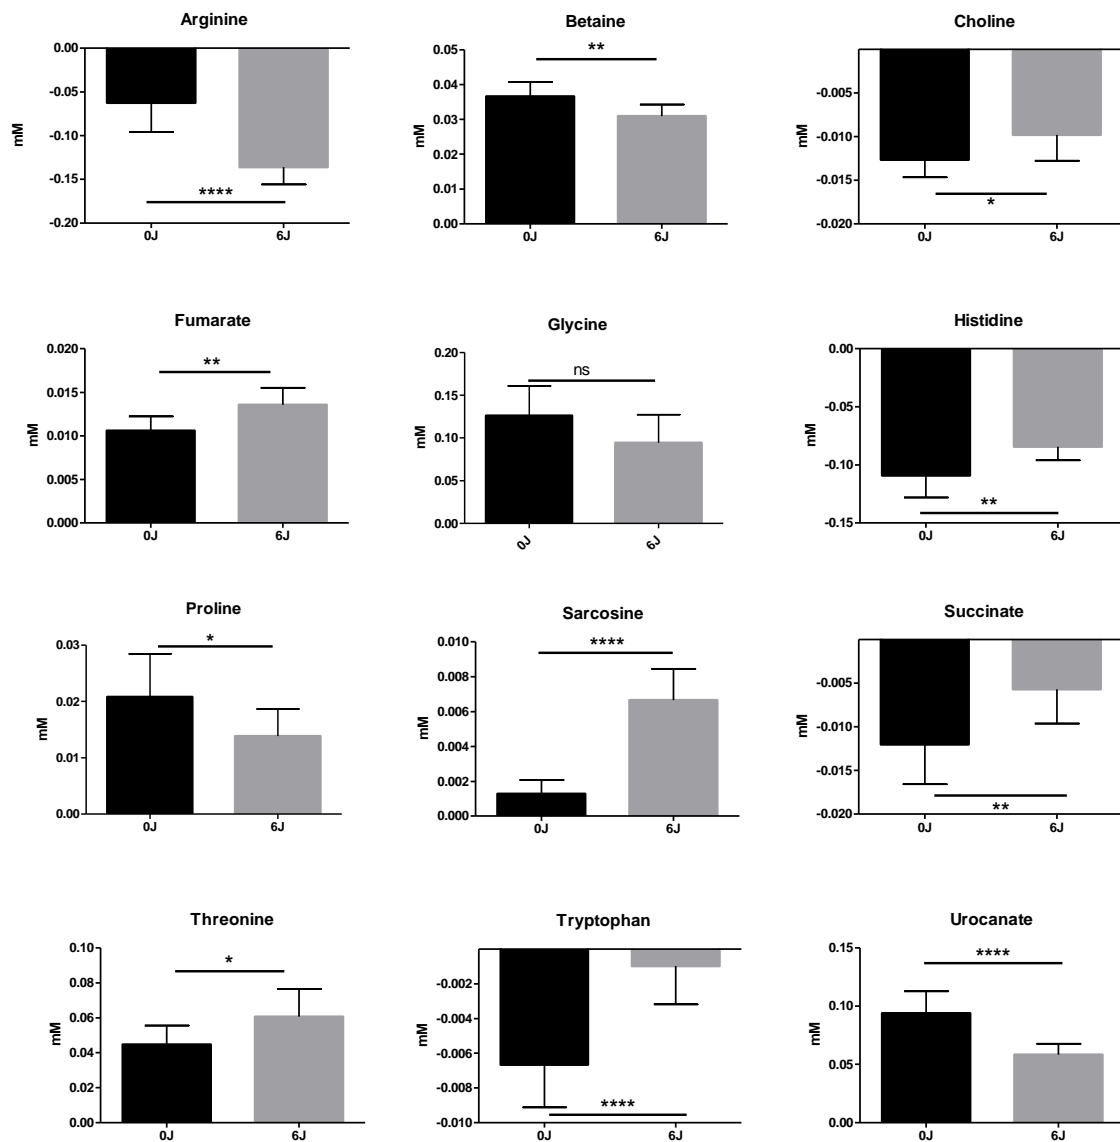 Arginine
0.00
-0.05
-0.10
-0.15
-0.20
mM
****
0J 6J
Betaine
0.05
0.04
0.03
0.02
0.01
0.00
mM
**
0J 6J
Choline
-0.005
-0.010
-0.015
-0.020
mM
*
0J 6J
Fumarate
0.020
0.015
0.010
0.005
0.000
mM
**
0J 6J
Glycine
0.20
0.15
0.10
0.05
0.00
mM
ns
0J 6J
Histidine
0.00
-0.05
-0.10
-0.15
mM
**
0J 6J
Proline
0.03
0.02
0.01
0.00
mM
*
0J 6J
Sarcosine
0.010
0.008
0.006
0.004
0.002
0.000
mM
****
0J 6J
Succinate
-0.005
-0.010
-0.015
-0.020
mM
**
0J 6J
Threonine
0.10
0.08
0.06
0.04
0.02
0.00
mM
*
0J 6J
Tryptophan
-0.002
-0.004
-0.006
-0.008
-0.010
mM
****
0J 6J
Urocanate
0.15
0.10
0.05
0.00
mM
****
0J 6J